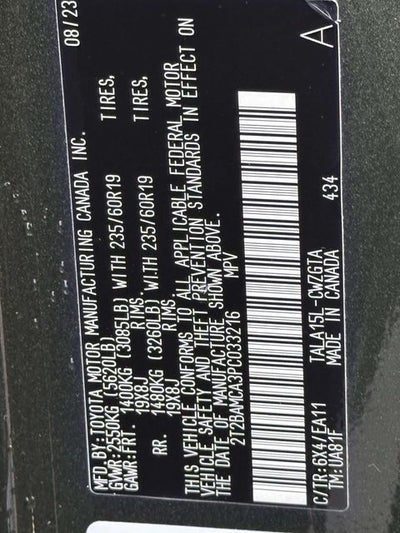 MFD.BY:TOYOTA MOTOR MANUFACTURING CANADA INC. 08/23
GVWR:2550KG (5620LB)
GAWR:FRT. 1400KG (3085LB) WITH 235/60R19 TIRES,
19X8J RIMS
RR. 1480KG (3260LB) WITH 235/60R19 TIRES,
19X8J RIMS
THIS VEHICLE CONFORMS TO ALL APPLICABLE FEDERAL MOTOR
VEHICLE SAFETY AND THEFT PREVENTION STANDARDS IN EFFECT ON
THE DATE OF MANUFACTURE SHOWN ABOVE.
2T2BAMCA3PC033216 MPV
C/TR:6X4/EA11 TALA15L-CWZGTA 434 A
TM:UA81F MADE IN CANADA